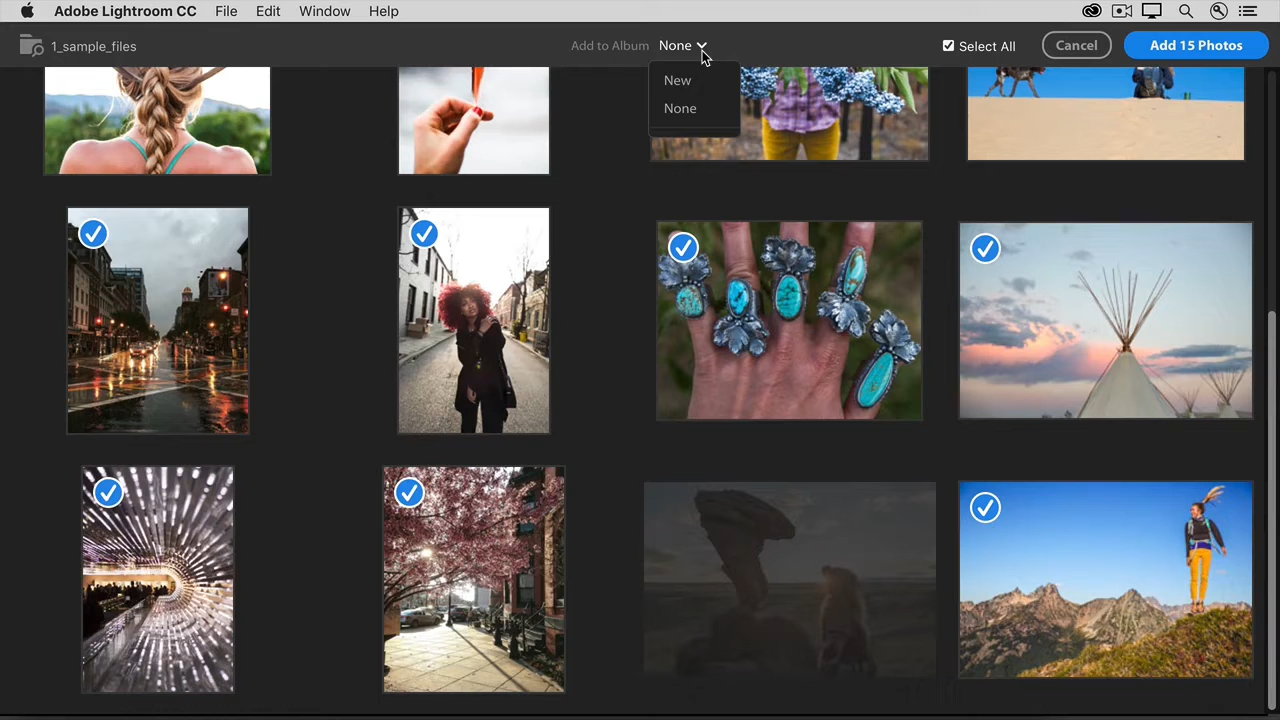 Adobe Lightroom CC File Edit Window Help
1_sample_files Add to Album None Select All Cancel Add 15 Photos
New
None